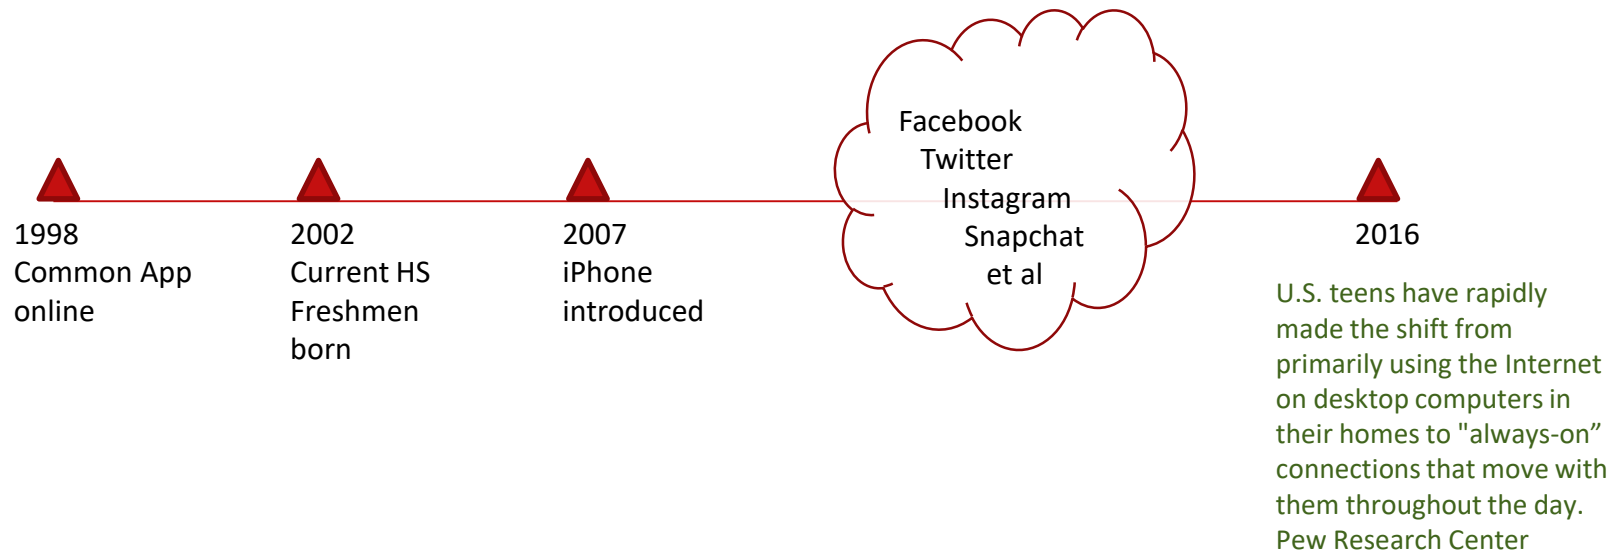 1998
Common App
online
2002
Current HS
Freshmen
born
2007
iPhone
introduced
Facebook
Twitter
Instagram
Snapchat
et al
2016
U.S. teens have rapidly
made the shift from
primarily using the Internet
on desktop computers in
their homes to "always-on”
connections that move with
them throughout the day.
Pew Research Center